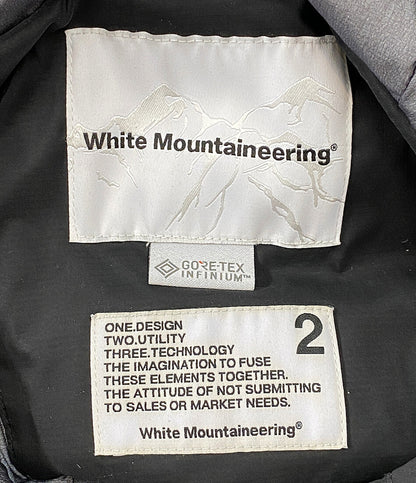 White Mountaineering®
GORE-TEX
INFINIUM™
ONE.DESIGN
TWO.UTILITY
THREE.TECHNOLOGY
THE IMAGINATION TO FUSE
THESE ELEMENTS TOGETHER.
THE ATTITUDE OF NOT SUBMITTING
TO SALES OR MARKET NEEDS.
2
White Mountaineering®